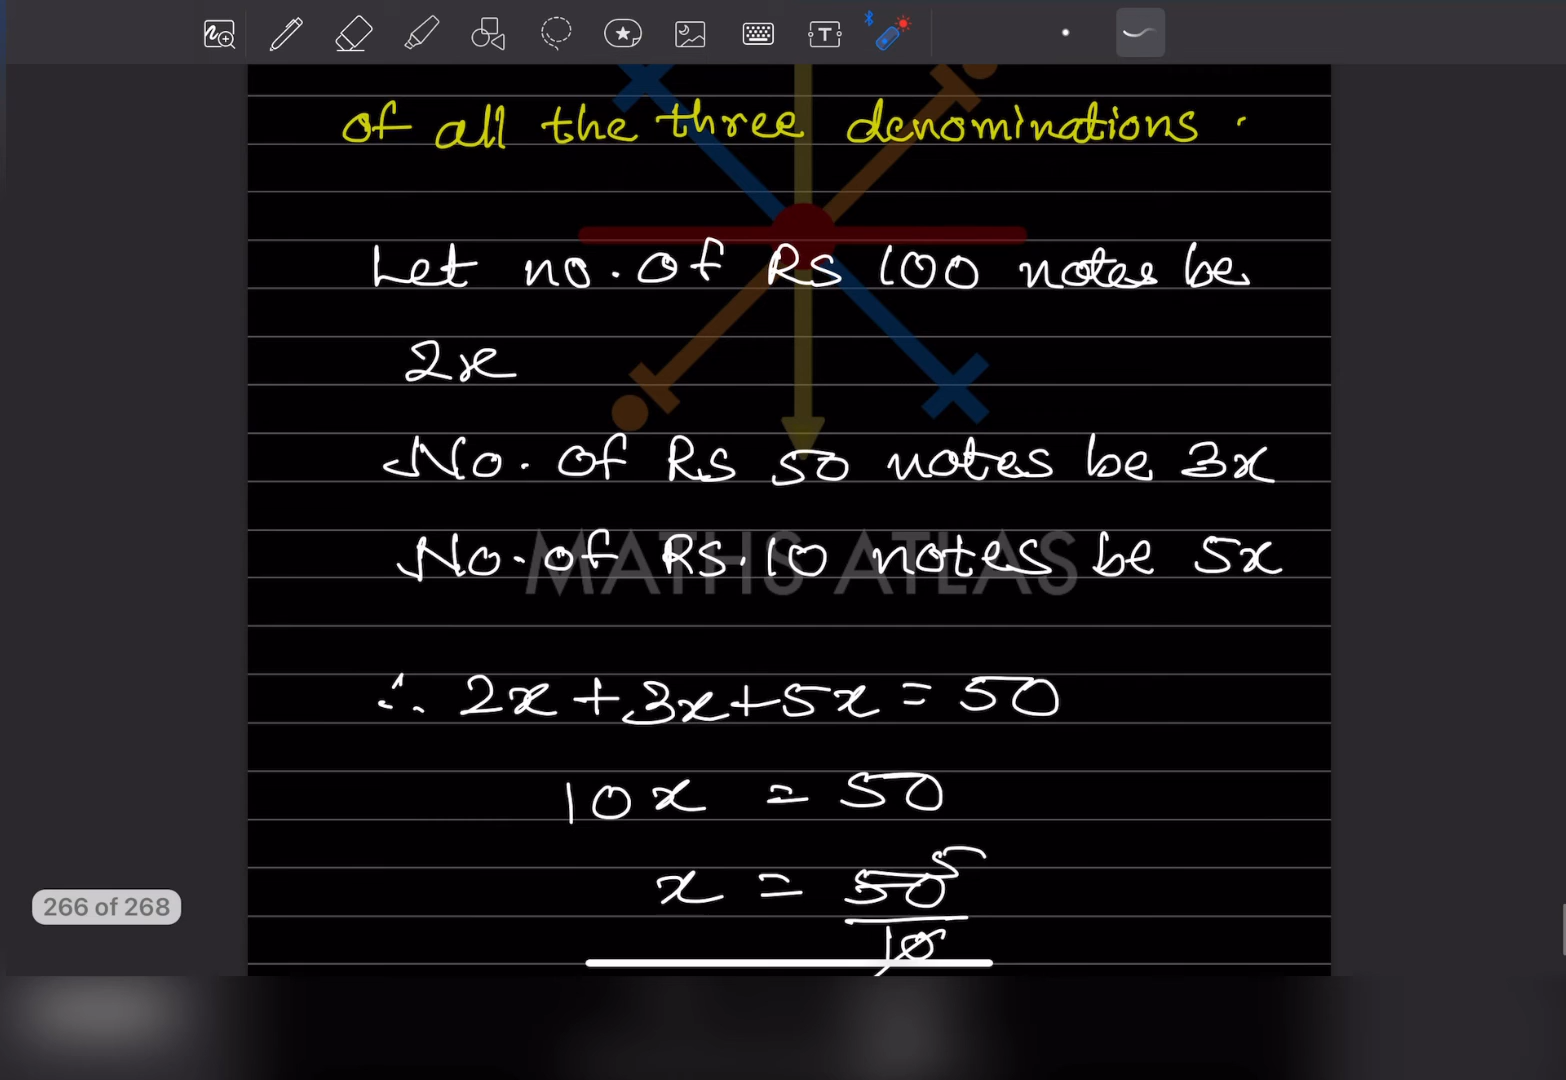 of all the three denominations.
Let no. of Rs 100 notes be
2x
No. of Rs 50 notes be 3x
No. of Rs. 10 notes be 5x
MATHS ATLAS
∴ 2x + 3x + 5x = 50
10x = 50
x = 50/10 5
266 of 268